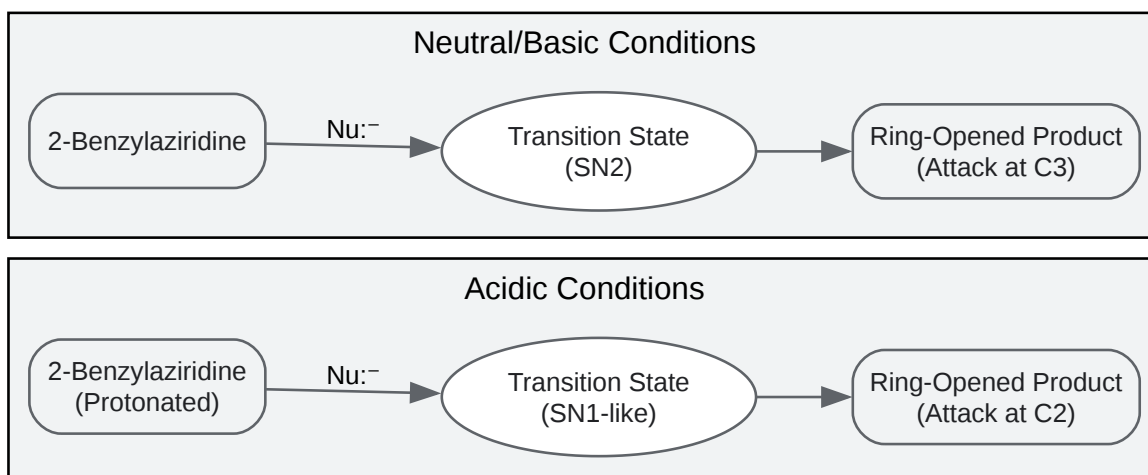 Neutral/Basic Conditions
2-Benzylaziridine
Nu:⁻
Transition State
(SN2)
Ring-Opened Product
(Attack at C3)
Acidic Conditions
2-Benzylaziridine
(Protonated)
Nu:⁻
Transition State
(SN1-like)
Ring-Opened Product
(Attack at C2)